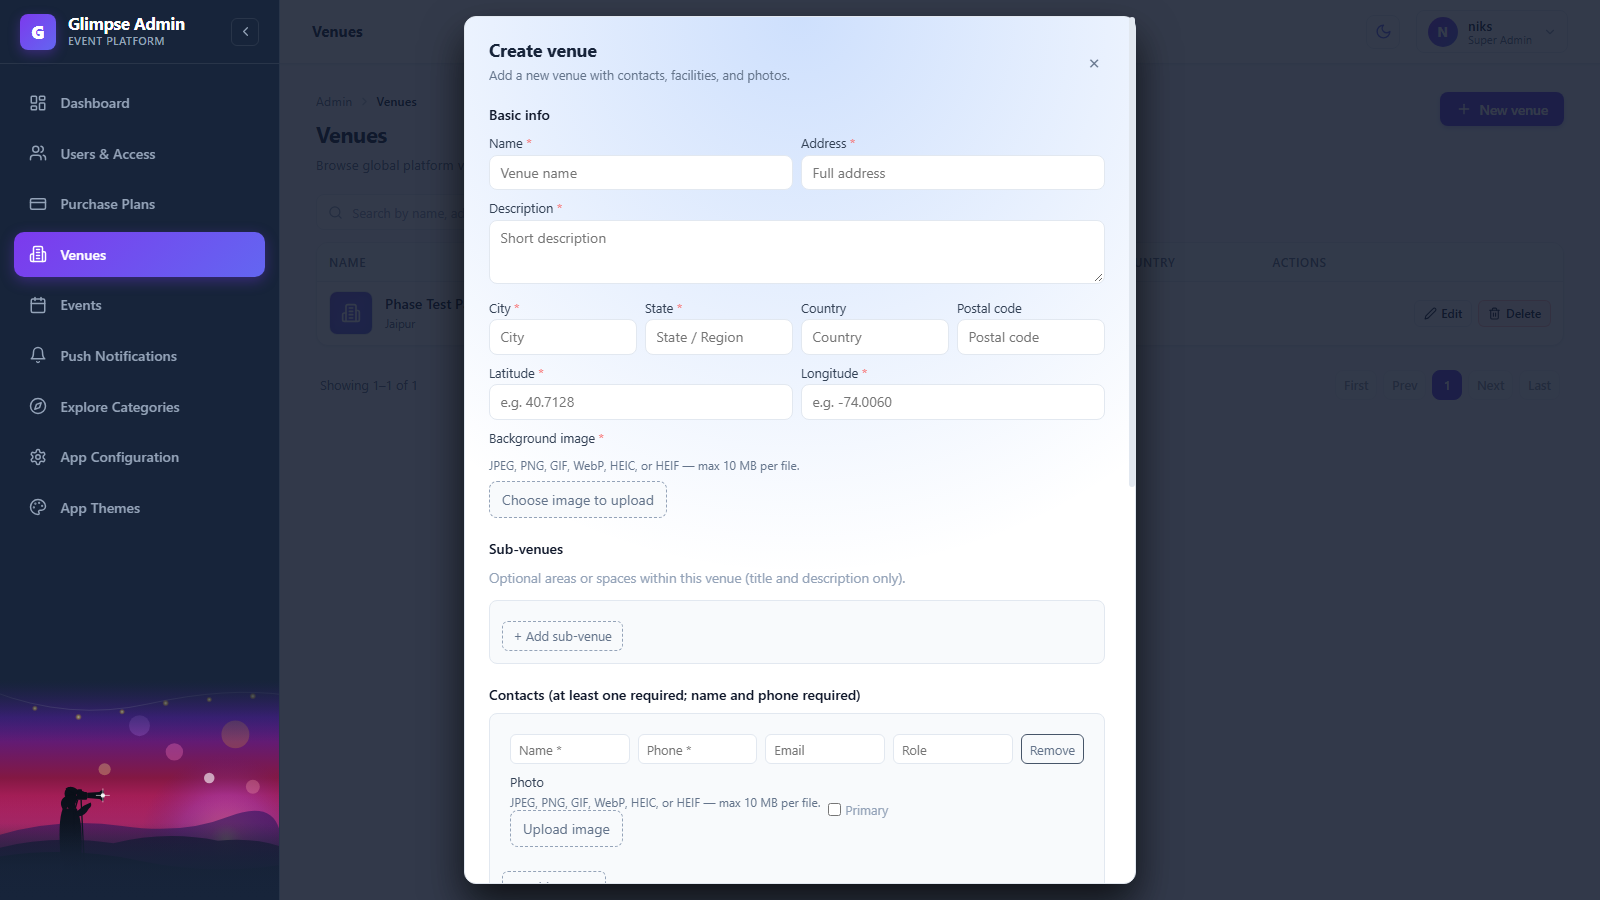 G
Glimpse Admin
EVENT PLATFORM
Dashboard
Users & Access
Purchase Plans
Venues
Events
Push Notifications
Explore Categories
App Configuration
App Themes
Venues
N
niks
Super Admin
Admin › Venues
New venue
Venues
Browse global platform
Search by name, ad
NAME
UNTRY
ACTIONS
Phase Test P
Jaipur
Edit
Delete
Showing 1–1 of 1
First
Prev
1
Next
Last
Create venue
Add a new venue with contacts, facilities, and photos.
Basic info
Name *
Address *
Venue name
Full address
Description *
Short description
City *
State *
Country
Postal code
City
State / Region
Country
Postal code
Latitude *
Longitude *
e.g. 40.7128
e.g. -74.0060
Background image *
JPEG, PNG, GIF, WebP, HEIC, or HEIF — max 10 MB per file.
Choose image to upload
Sub-venues
Optional areas or spaces within this venue (title and description only).
+ Add sub-venue
Contacts (at least one required; name and phone required)
Name *
Phone *
Email
Role
Remove
Photo
JPEG, PNG, GIF, WebP, HEIC, or HEIF — max 10 MB per file.
Primary
Upload image